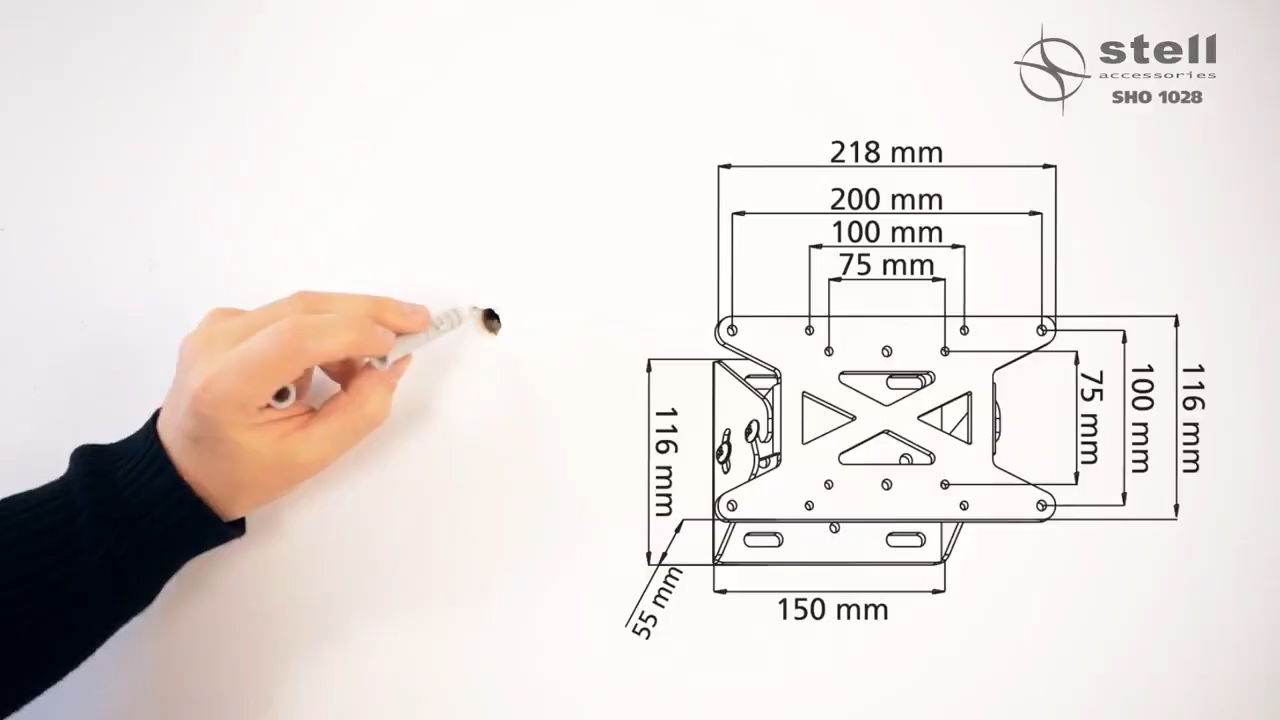 stell
accessories
SHO 1028
218 mm
200 mm
100 mm
75 mm
116 mm
75 mm
100 mm
116 mm
55 mm
150 mm